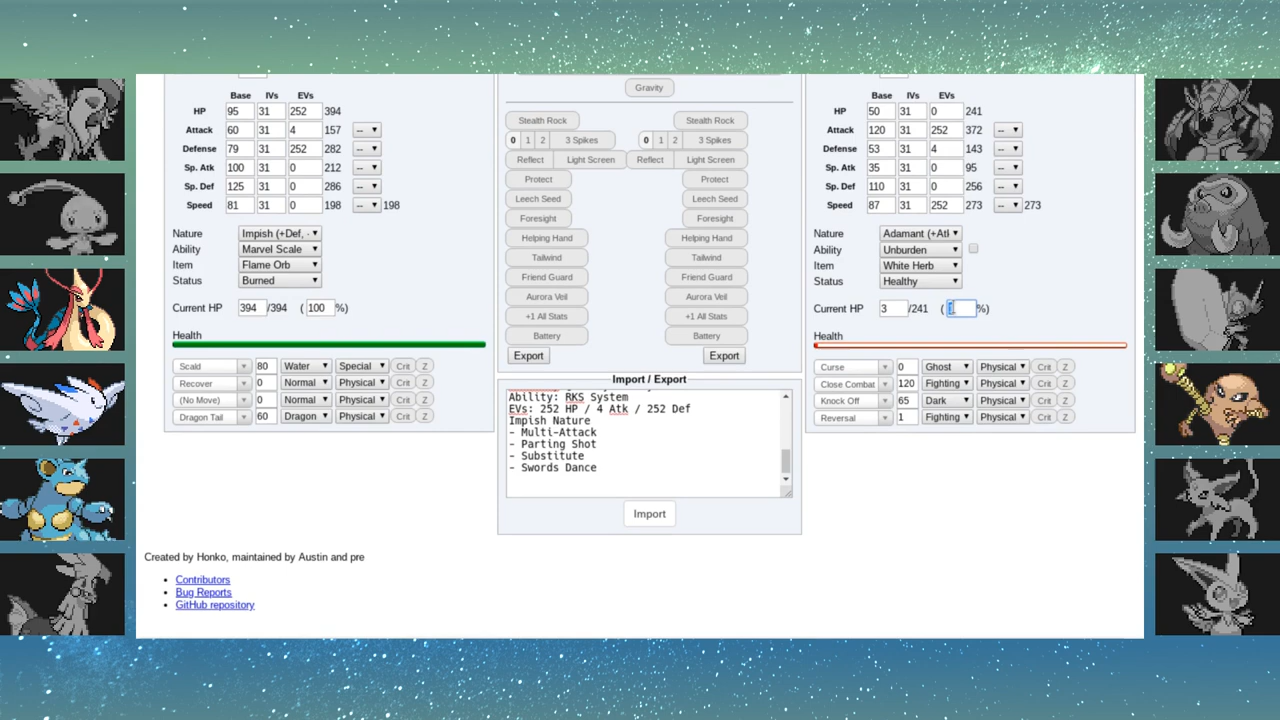 Gravity
Base IVs EVs
HP 95 31 252 394
Attack 60 31 4 157 --
Defense 79 31 252 282 --
Sp. Atk 100 31 0 212 --
Sp. Def 125 31 0 286 --
Speed 81 31 0 198 -- 198
Nature Impish (+Def, -
Ability Marvel Scale
Item Flame Orb
Status Burned
Current HP 394 /394 ( 100 %)
Health
Scald 80 Water Special Crit Z
Recover 0 Normal Physical Crit Z
(No Move) 0 Normal Physical Crit Z
Dragon Tail 60 Dragon Physical Crit Z
Stealth Rock Stealth Rock
0 1 2 3 Spikes 0 1 2 3 Spikes
Reflect Light Screen Reflect Light Screen
Protect Protect
Leech Seed Leech Seed
Foresight Foresight
Helping Hand Helping Hand
Tailwind Tailwind
Friend Guard Friend Guard
Aurora Veil Aurora Veil
+1 All Stats +1 All Stats
Battery Battery
Export Export
Import / Export
Ability: RKS System
EVs: 252 HP / 4 Atk / 252 Def
Impish Nature
- Multi-Attack
- Parting Shot
- Substitute
- Swords Dance
Import
Base IVs EVs
HP 50 31 0 241
Attack 120 31 252 372 --
Defense 53 31 4 143 --
Sp. Atk 35 31 0 95 --
Sp. Def 110 31 0 256 --
Speed 87 31 252 273 -- 273
Nature Adamant (+Atk
Ability Unburden
Item White Herb
Status Healthy
Current HP 3 /241 ( %)
Health
Curse 0 Ghost Physical Crit Z
Close Combat 120 Fighting Physical Crit Z
Knock Off 65 Dark Physical Crit Z
Reversal 1 Fighting Physical Crit Z
Created by Honko, maintained by Austin and pre
• Contributors
• Bug Reports
• GitHub repository